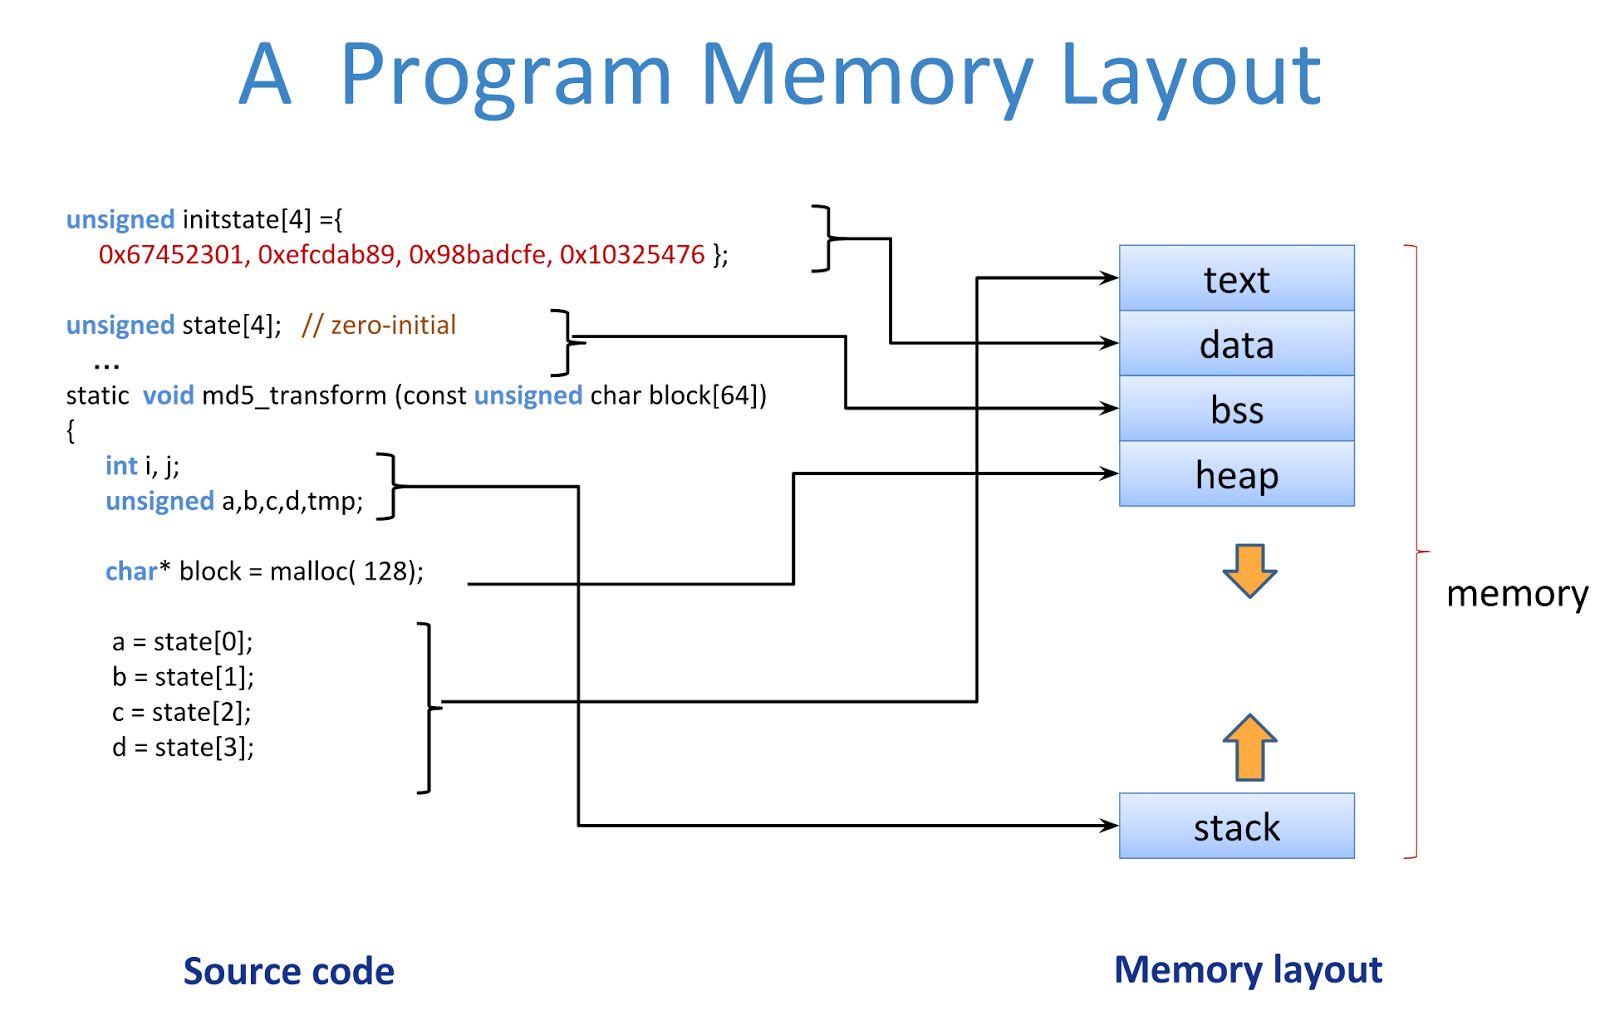 A Program Memory Layout
unsigned initstate[4] ={
0x67452301, 0xefcdab89, 0x98badcfe, 0x10325476 };
unsigned state[4]; // zero-initial
...
static void md5_transform (const unsigned char block[64])
{
int i, j;
unsigned a,b,c,d,tmp;
char* block = malloc( 128);
a = state[0];
b = state[1];
c = state[2];
d = state[3];
text
data
bss
heap
stack
memory
Source code
Memory layout